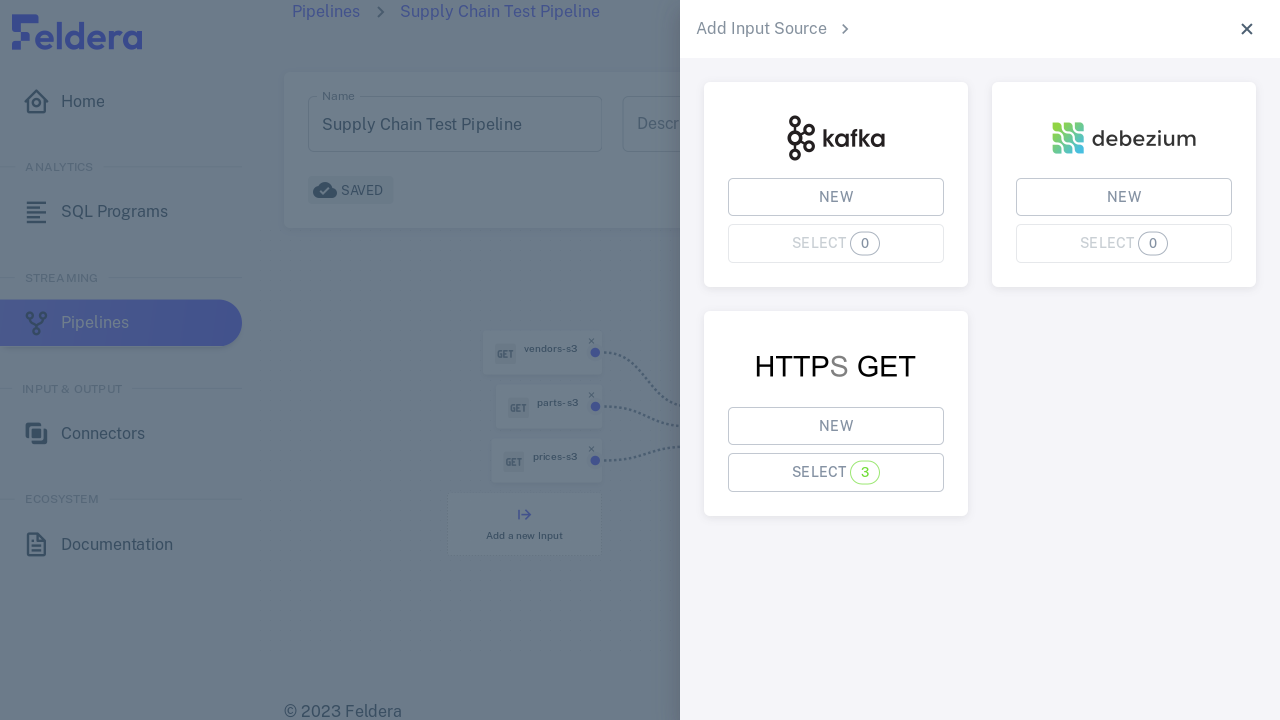 Feldera
Home
ANALYTICS
SQL Programs
STREAMING
Pipelines
INPUT & OUTPUT
Connectors
ECOSYSTEM
Documentation
Pipelines
Supply Chain Test Pipeline
Name
Supply Chain Test Pipeline
Descr
SAVED
GET vendors-s3
GET parts-s3
GET prices-s3
Add a new Input
© 2023 Feldera
Add Input Source
kafka
NEW
SELECT 0
debezium
NEW
SELECT 0
HTTPS GET
NEW
SELECT 3